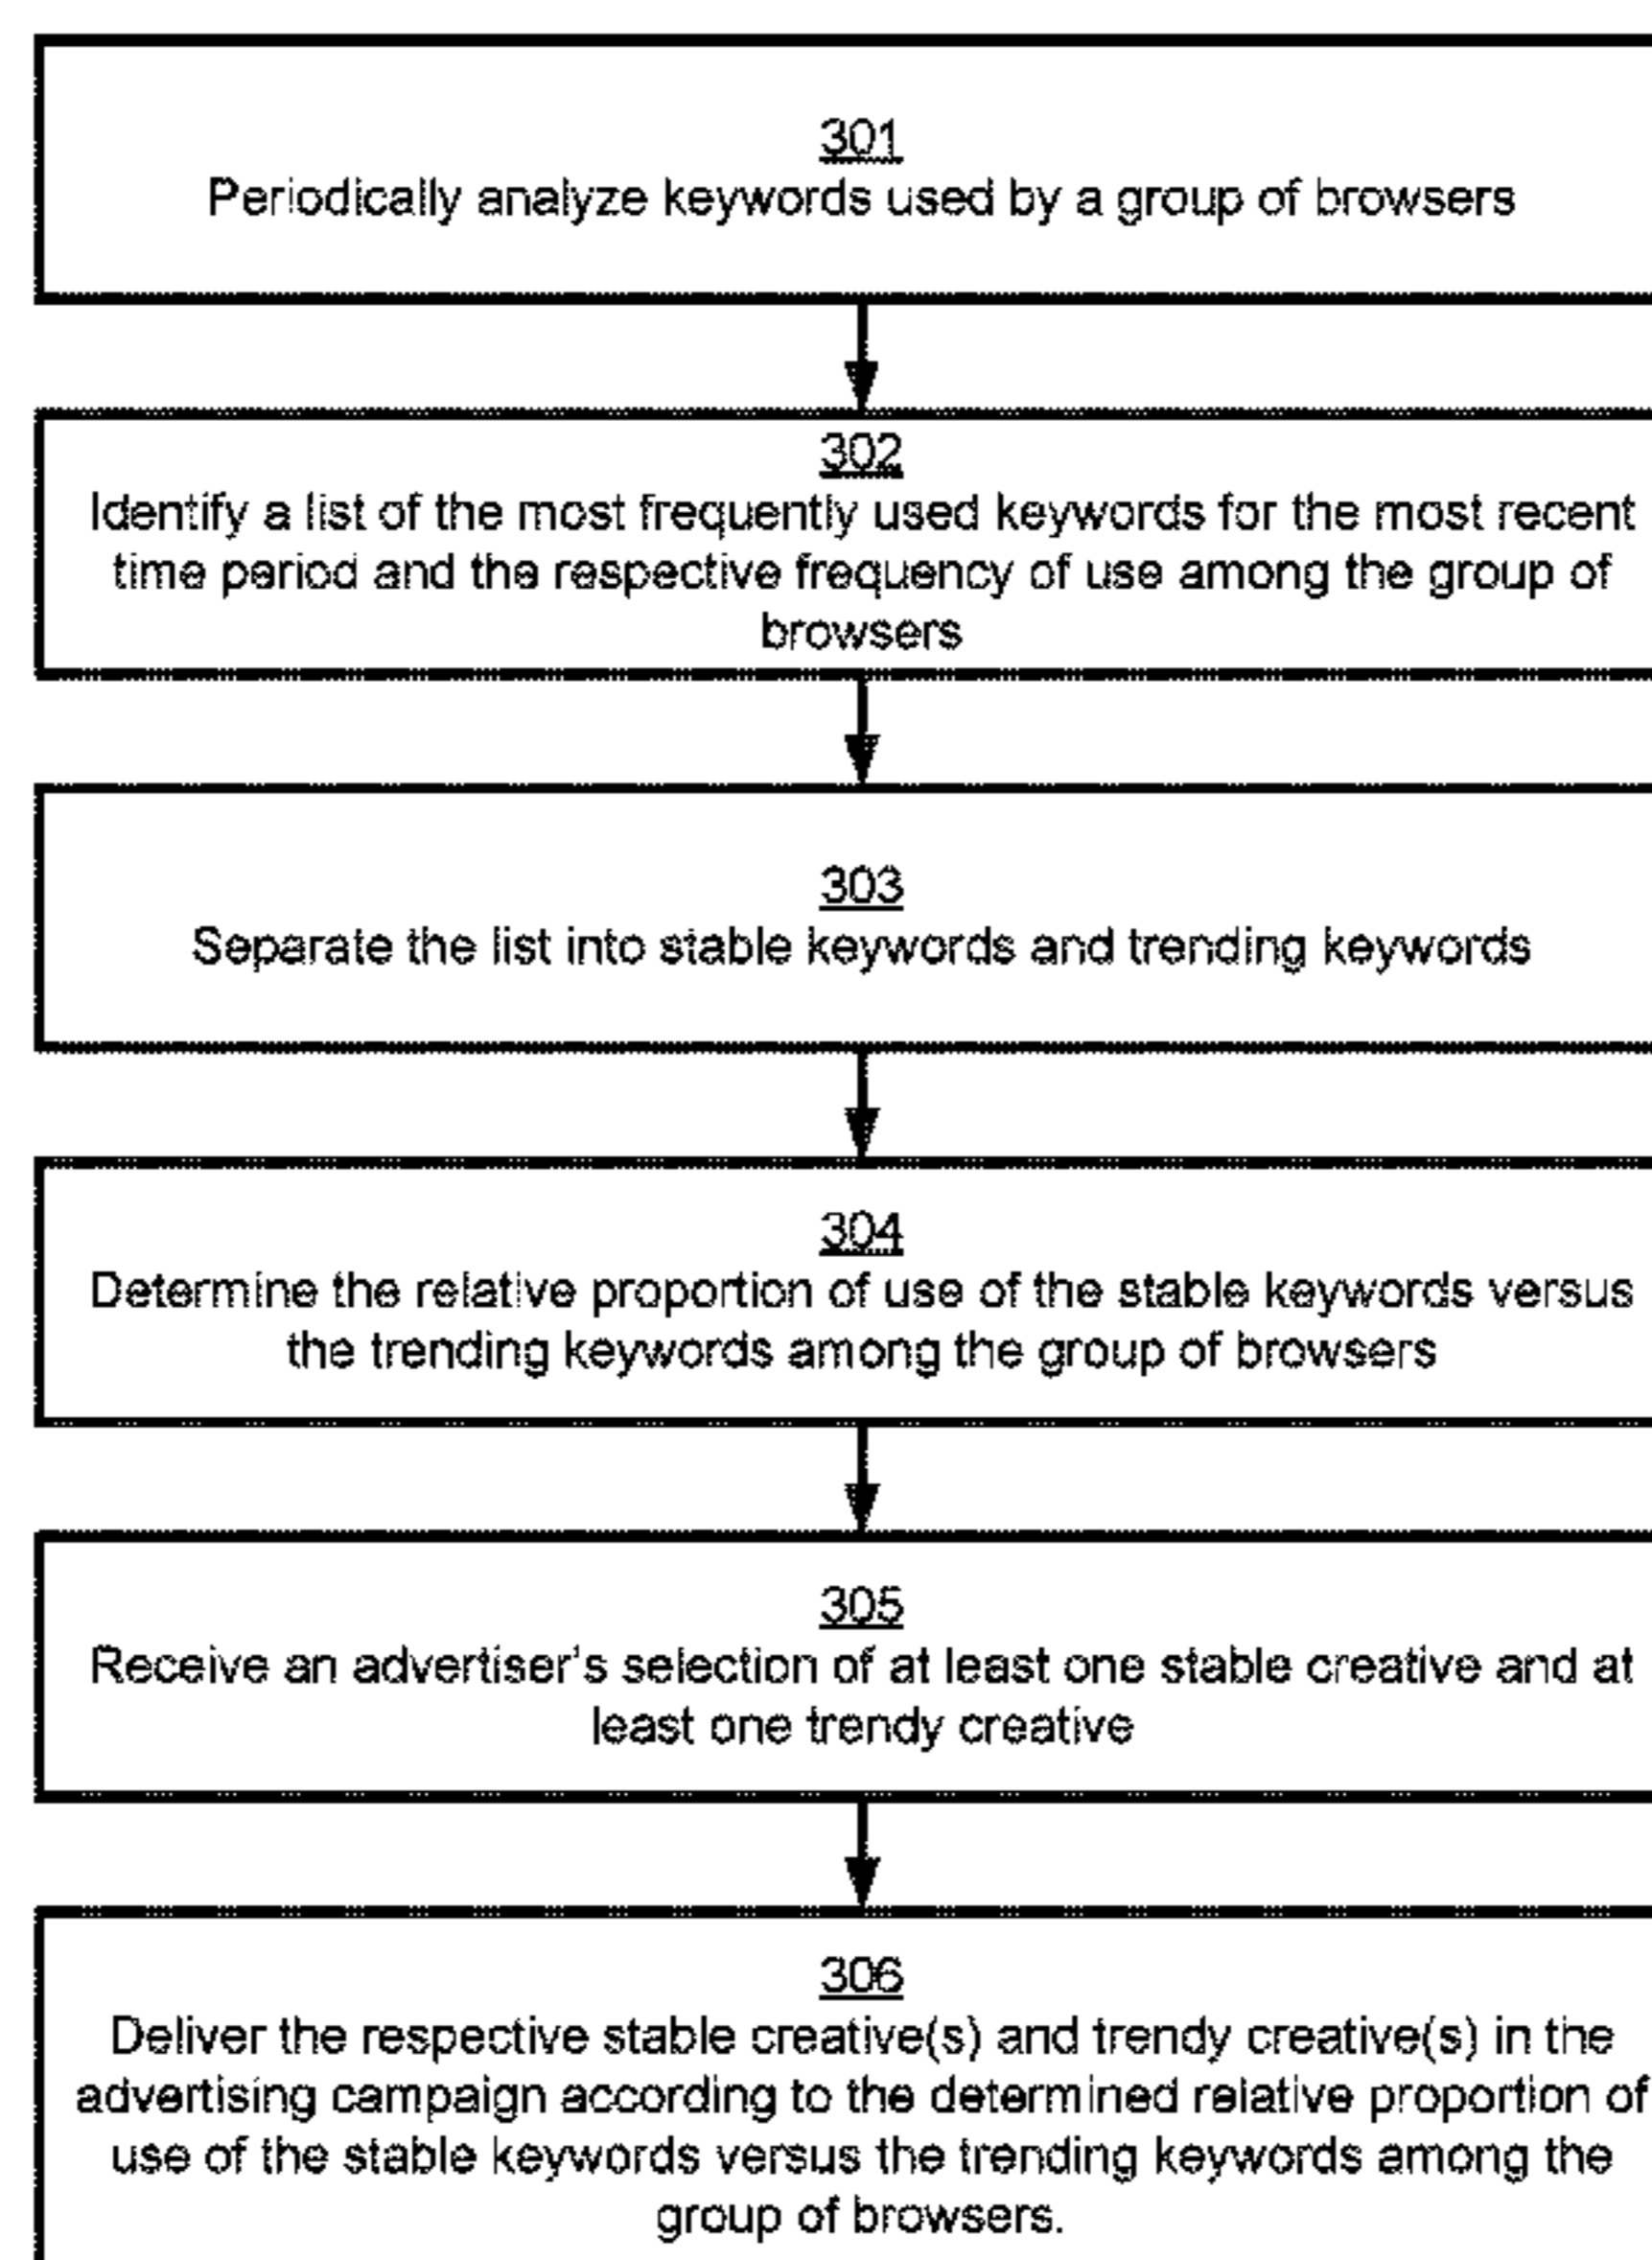 301
Periodically analyze keywords used by a group of browsers
302
Identify a list of the most frequently used keywords for the most recent
time period and the respective frequency of use among the group of
browsers
303
Separate the list into stable keywords and trending keywords
304
Determine the relative proportion of use of the stable keywords versus
the trending keywords among the group of browsers
305
Receive an advertiser's selection of at least one stable creative and at
least one trendy creative
306
Deliver the respective stable creative(s) and trendy creative(s) in the
advertising campaign according to the determined relative proportion of
use of the stable keywords versus the trending keywords among the
group of browsers.